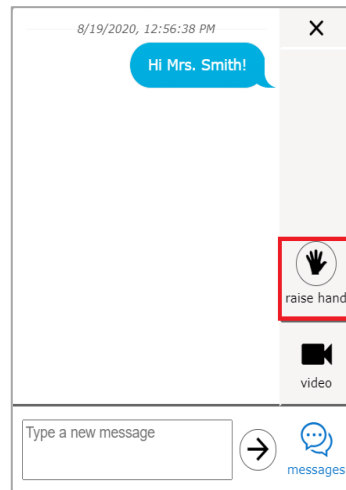 8/19/2020, 12:56:38 PM
Hi Mrs. Smith!
raise hand
video
Type a new message
messages